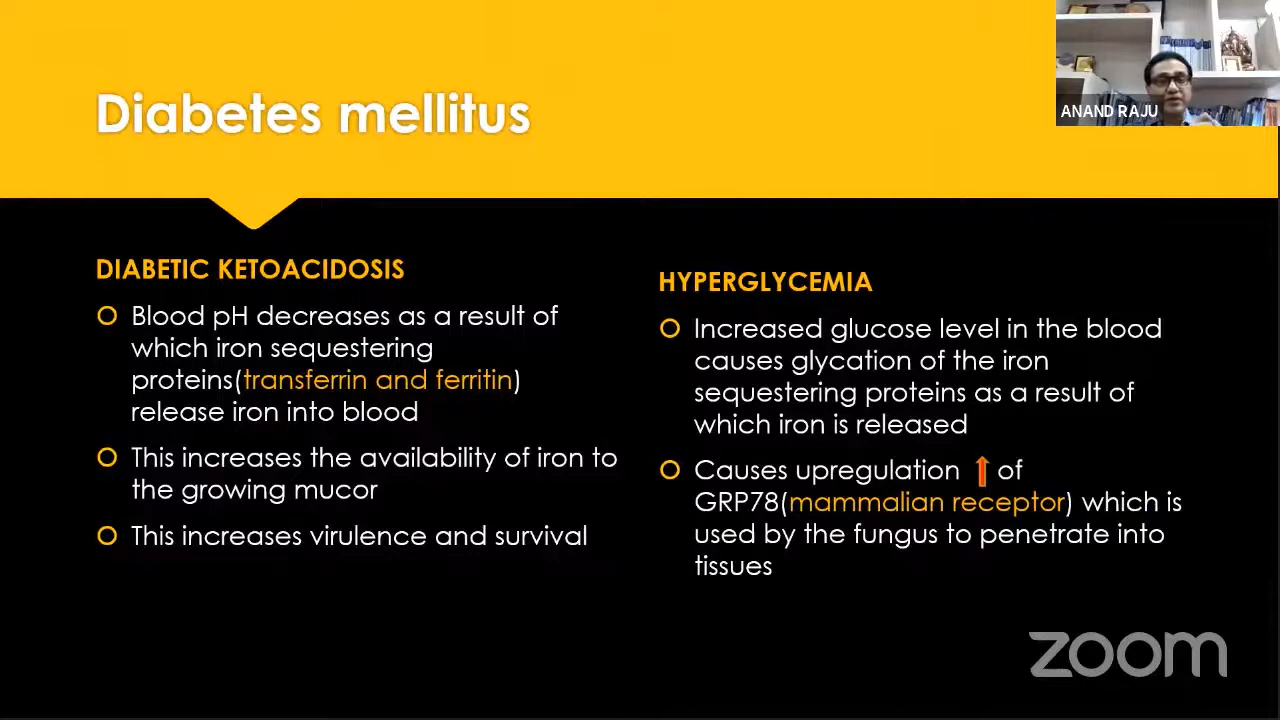 Diabetes mellitus
ANAND RAJU
DIABETIC KETOACIDOSIS
Blood pH decreases as a result of
which iron sequestering
proteins(transferrin and ferritin)
release iron into blood
This increases the availability of iron to
the growing mucor
This increases virulence and survival
HYPERGLYCEMIA
Increased glucose level in the blood
causes glycation of the iron
sequestering proteins as a result of
which iron is released
Causes upregulation of
GRP78(mammalian receptor) which is
used by the fungus to penetrate into
tissues
zoom